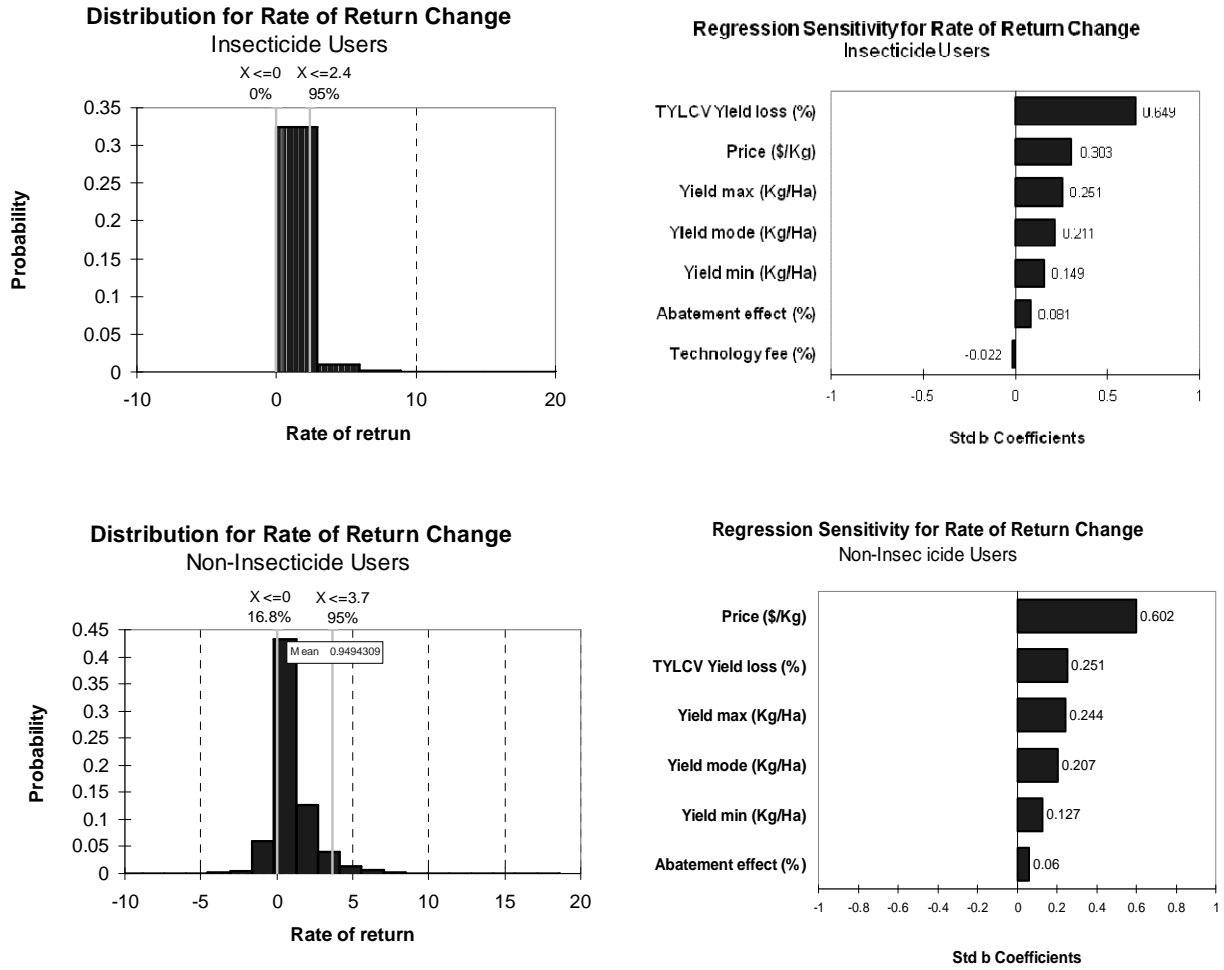 Distribution for Rate of Return Change
Insecticide Users
X <=0 X <=2.4
0% 95%
0.35
0.3
0.25
0.2
0.15
0.1
0.05
0
Probability
-10 0 10 20
Rate of retrun
Regression Sensitivity for Rate of Return Change
Insecticide Users
TYLCV Yield loss (%) 0.649
Price ($/Kg) 0.303
Yield max (Kg/Ha) 0.251
Yield mode (Kg/Ha) 0.211
Yield min (Kg/Ha) 0.149
Abatement effect (%) 0.081
Technology fee (%) -0.022
-1 -0.5 0 0.5 1
Std b Coefficients
Distribution for Rate of Return Change
Non-Insecticide Users
X <=0 X <=3.7
16.8% 95%
0.45
0.4
0.35
0.3
0.25
0.2
0.15
0.1
0.05
0
Mean 0.9494309
Probability
-10 -5 0 5 10 15 20
Rate of return
Regression Sensitivity for Rate of Return Change
Non-Insec icide Users
Price ($/Kg) 0.602
TYLCV Yield loss (%) 0.251
Yield max (Kg/Ha) 0.244
Yield mode (Kg/Ha) 0.207
Yield min (Kg/Ha) 0.127
Abatement effect (%) 0.06
-1 -0.8 -0.6 -0.4 -0.2 0 0.2 0.4 0.6 0.8 1
Std b Coefficients